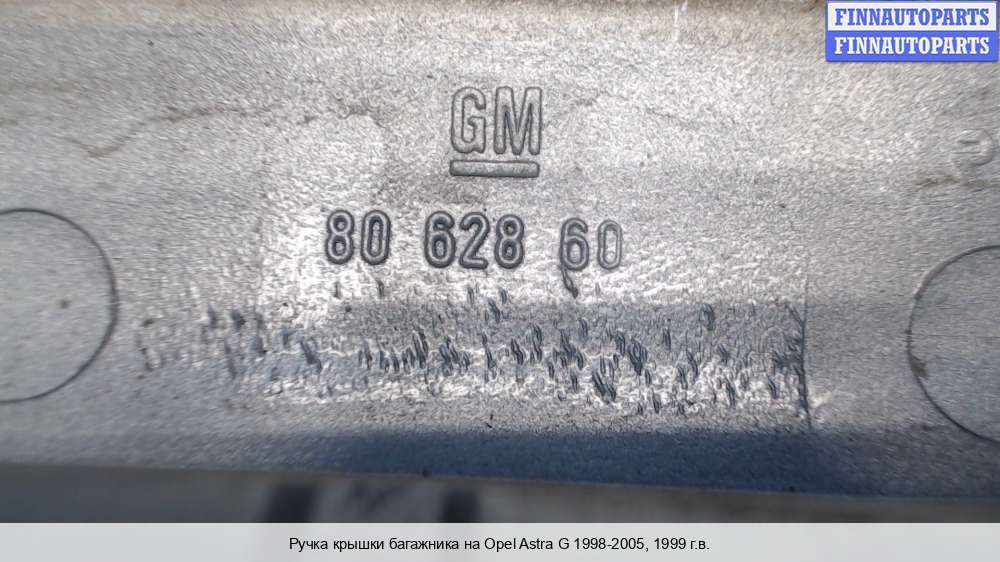 FINNAUTOPARTS
FINNAUTOPARTS
GM
80 628 60
Ручка крышки багажника на Opel Astra G 1998-2005, 1999 г.в.